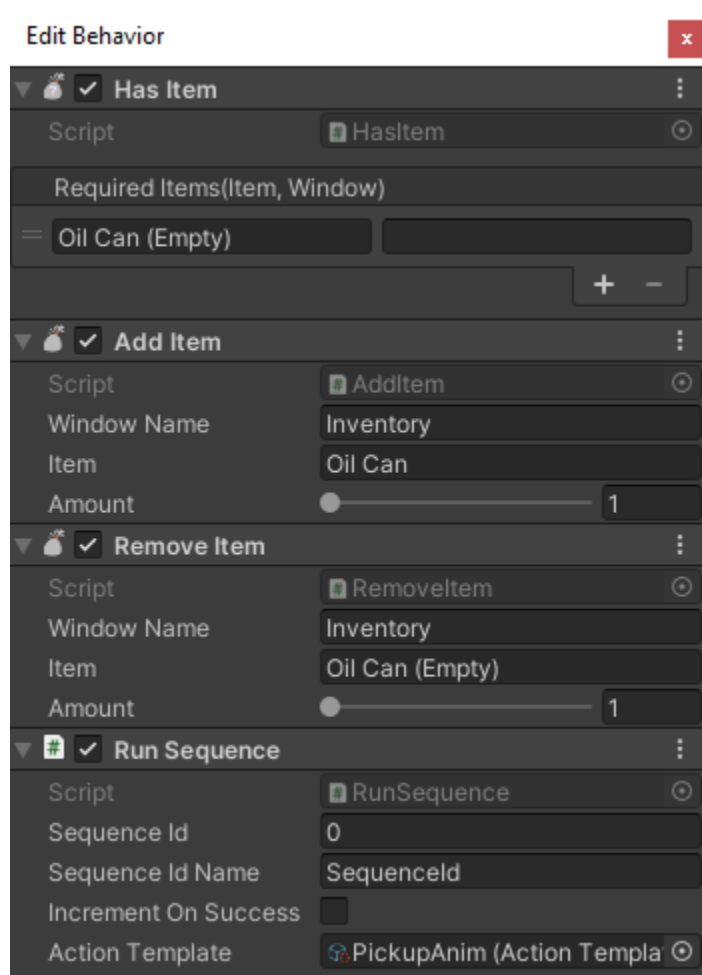 Edit Behavior
x
Has Item
Script HasItem
Required Items(Item, Window)
Oil Can (Empty)
+ −
Add Item
Script AddItem
Window Name Inventory
Item Oil Can
Amount 1
Remove Item
Script RemoveItem
Window Name Inventory
Item Oil Can (Empty)
Amount 1
# Run Sequence
Script RunSequence
Sequence Id 0
Sequence Id Name SequenceId
Increment On Success
Action Template PickupAnim (Action Templa